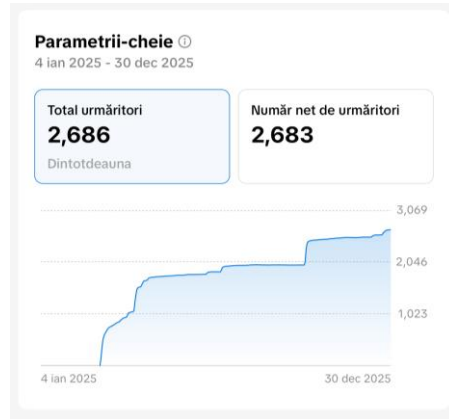 Parametrii-cheie
4 ian 2025 - 30 dec 2025
Total urmăritori
2,686
Dintotdeauna
Număr net de urmăritori
2,683
3,069
2,046
1,023
4 ian 2025
30 dec 2025